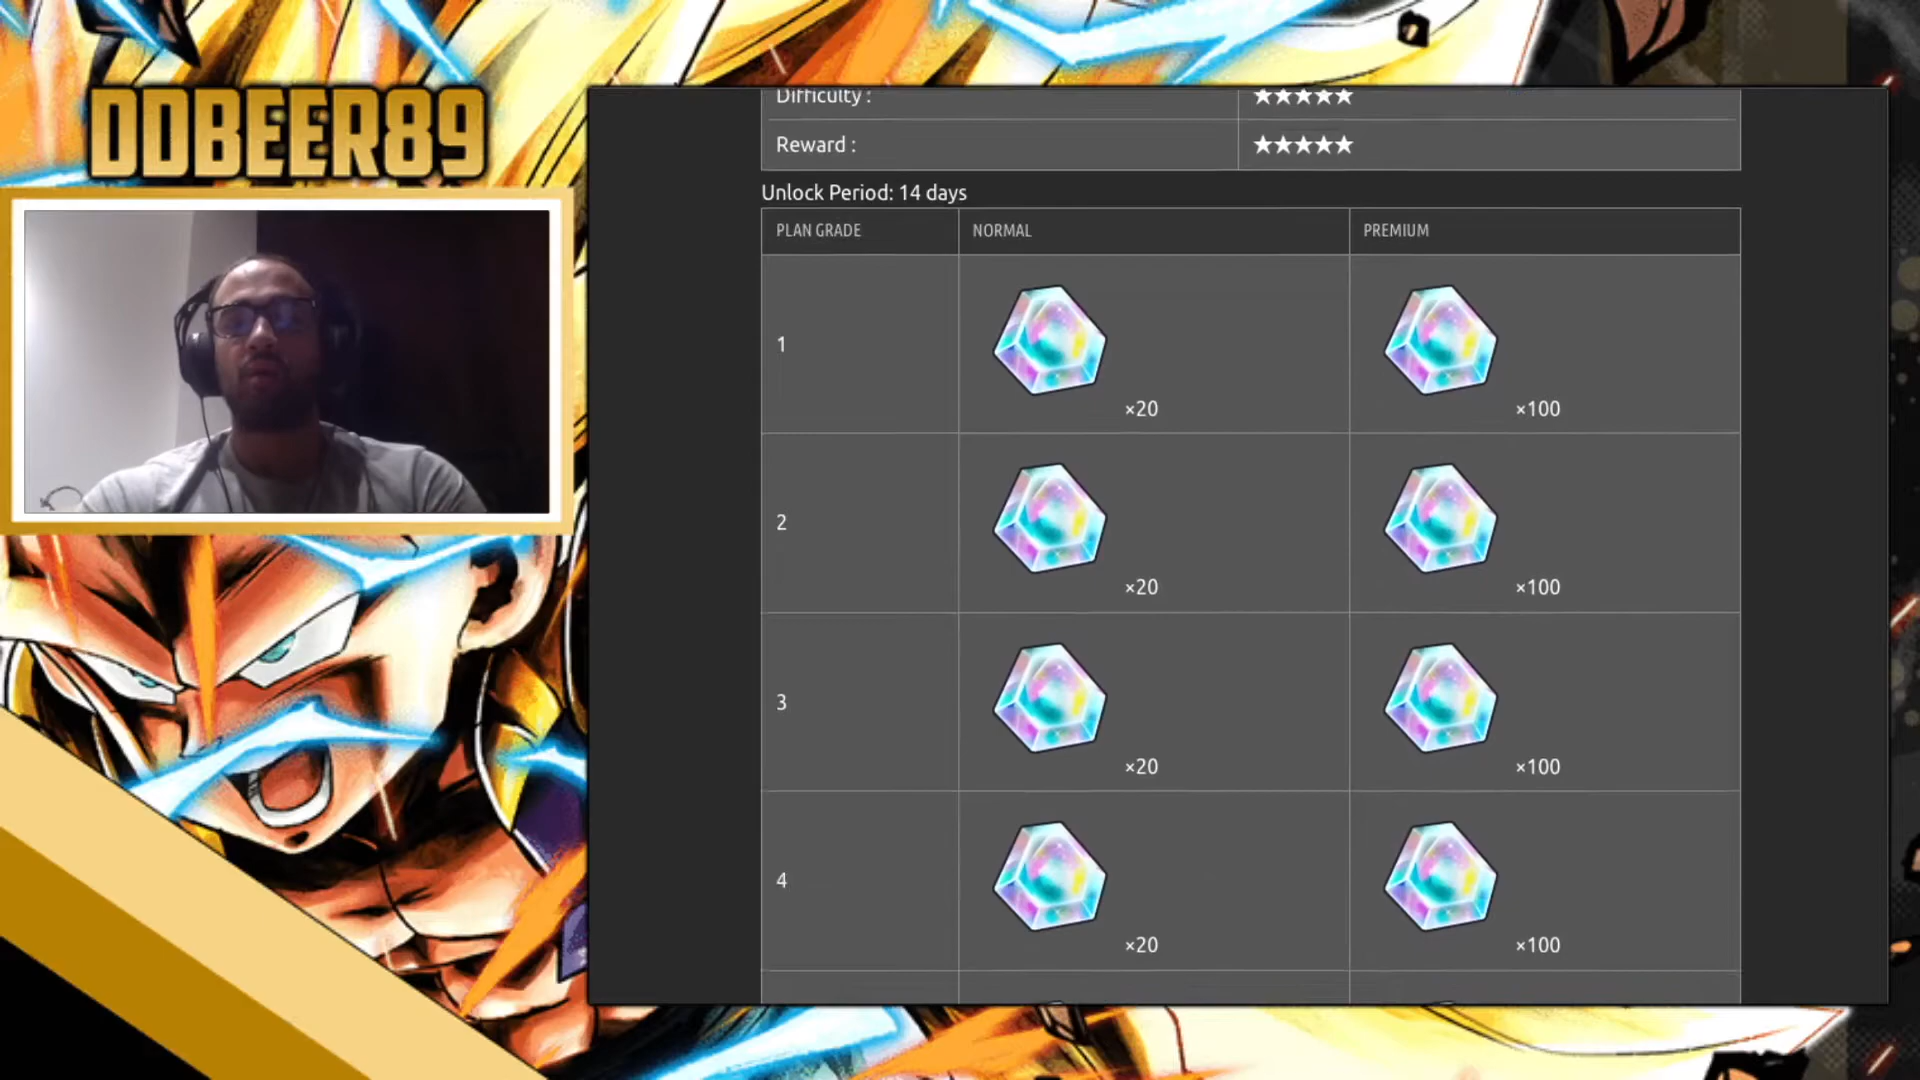 DDBEER89
Difficulty : ★★★★★
Reward : ★★★★★
Unlock Period: 14 days
PLAN GRADE NORMAL PREMIUM
1 ×20 ×100
2 ×20 ×100
3 ×20 ×100
4 ×20 ×100